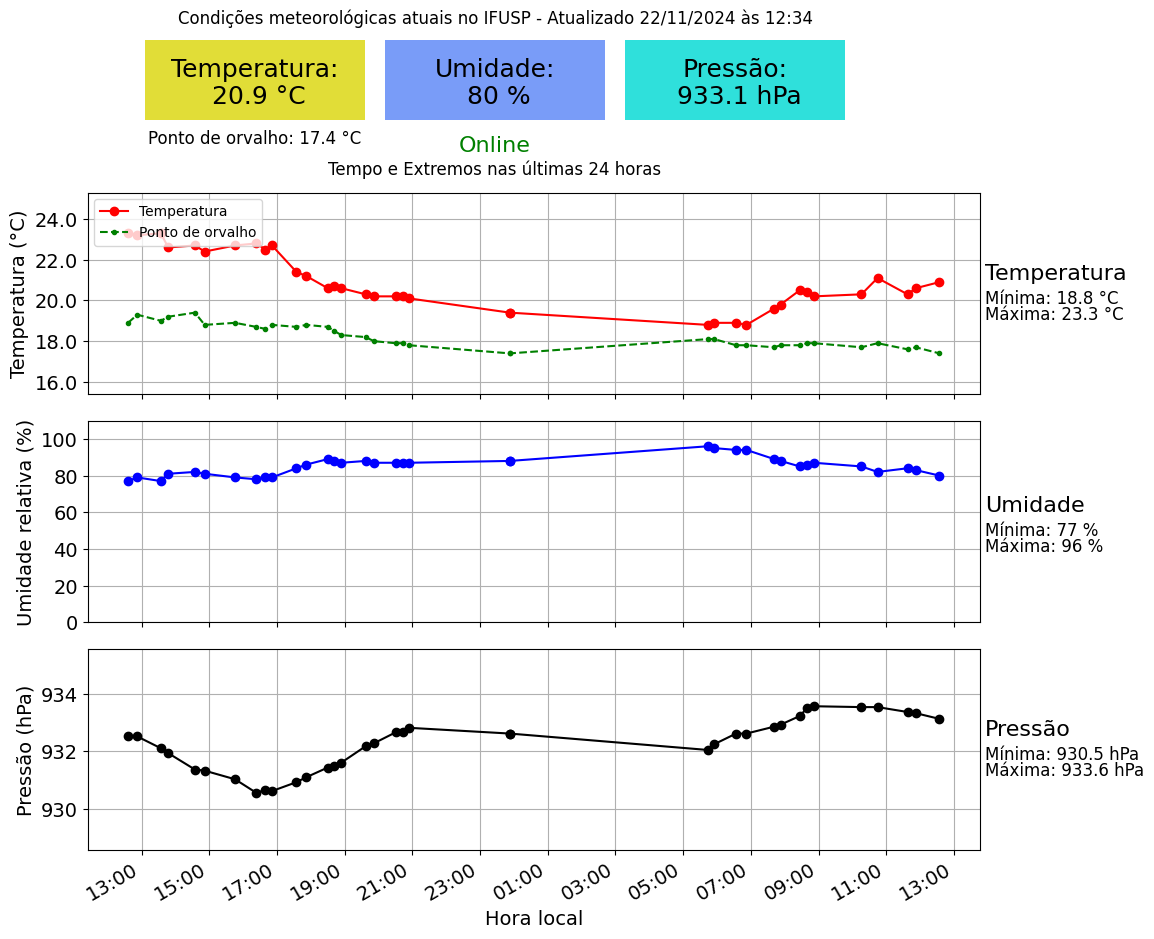 Condições meteorológicas atuais no IFUSP - Atualizado 22/11/2024 às 12:34
Temperatura:
20.9 °C
Umidade:
80 %
Pressão:
933.1 hPa
Ponto de orvalho: 17.4 °C
Online
Tempo e Extremos nas últimas 24 horas
Temperatura (°C)
24.0
22.0
20.0
18.0
16.0
Temperatura
Ponto de orvalho
Temperatura
Mínima: 18.8 °C
Máxima: 23.3 °C
Umidade relativa (%)
100
80
60
40
20
0
Umidade
Mínima: 77 %
Máxima: 96 %
Pressão (hPa)
934
932
930
Pressão
Mínima: 930.5 hPa
Máxima: 933.6 hPa
13:00 15:00 17:00 19:00 21:00 23:00 01:00 03:00 05:00 07:00 09:00 11:00 13:00
Hora local